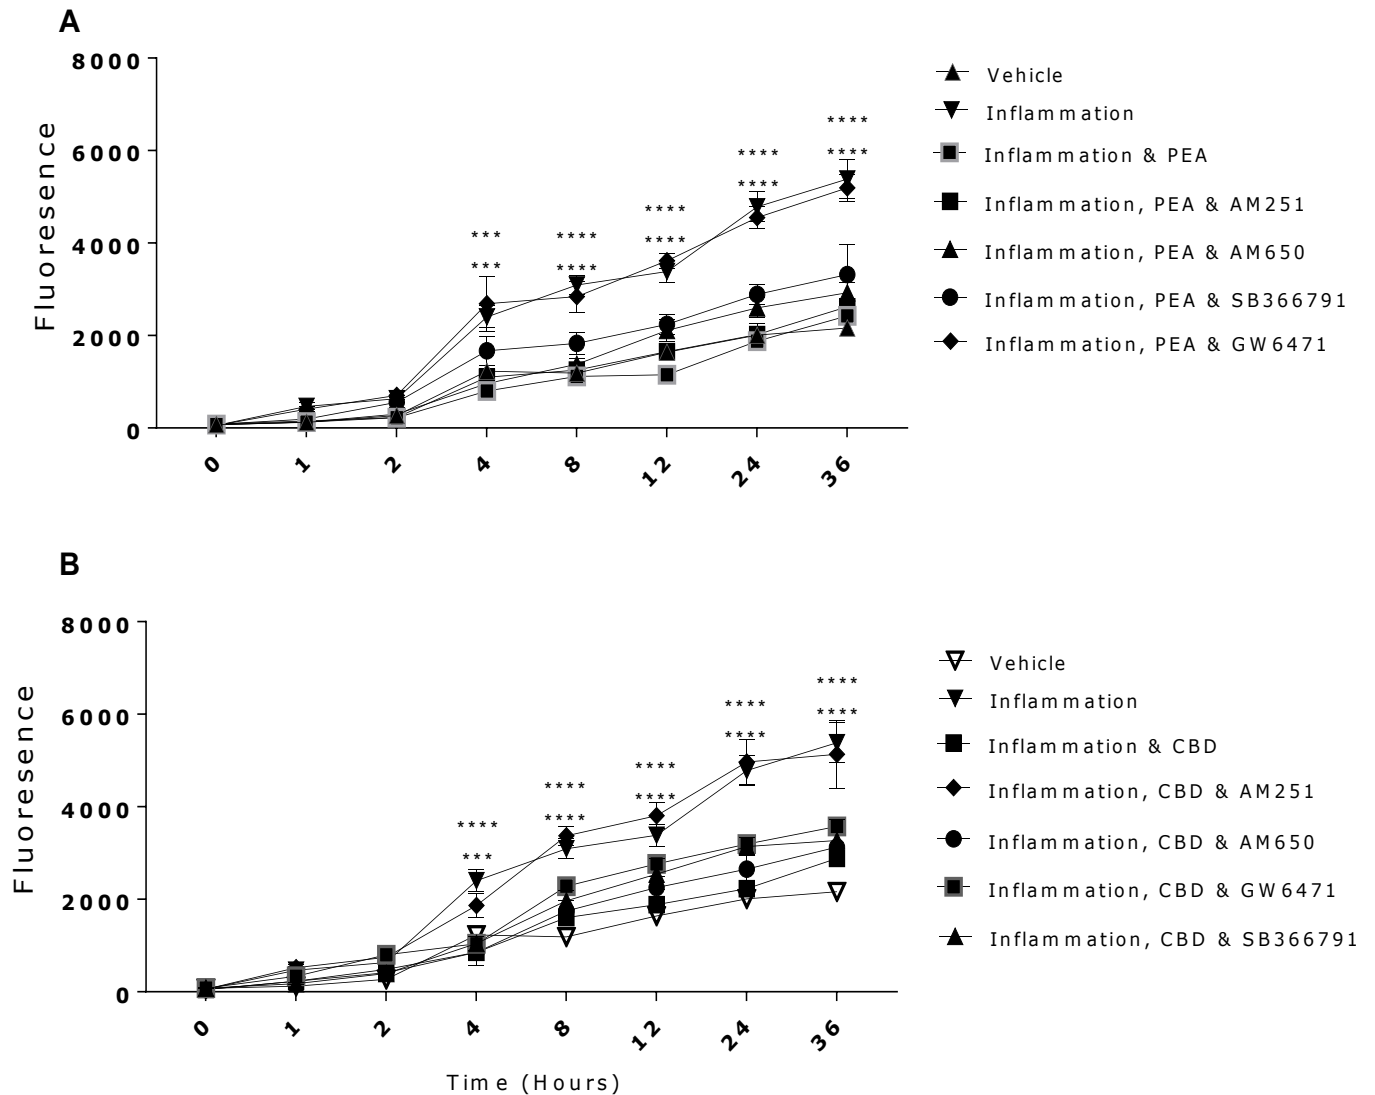 A
8000
6000
4000
2000
0
Fluoresence
*** **** **** **** ****
*** **** **** **** ****
0 1 2 4 8 12 24 36
Vehicle
Inflammation
Inflammation & PEA
Inflammation, PEA & AM251
Inflammation, PEA & AM650
Inflammation, PEA & SB366791
Inflammation, PEA & GW6471
B
8000
6000
4000
2000
0
Fluoresence
**** **** **** **** ****
*** **** **** **** ****
0 1 2 4 8 12 24 36
Time (Hours)
Vehicle
Inflammation
Inflammation & CBD
Inflammation, CBD & AM251
Inflammation, CBD & AM650
Inflammation, CBD & GW6471
Inflammation, CBD & SB366791